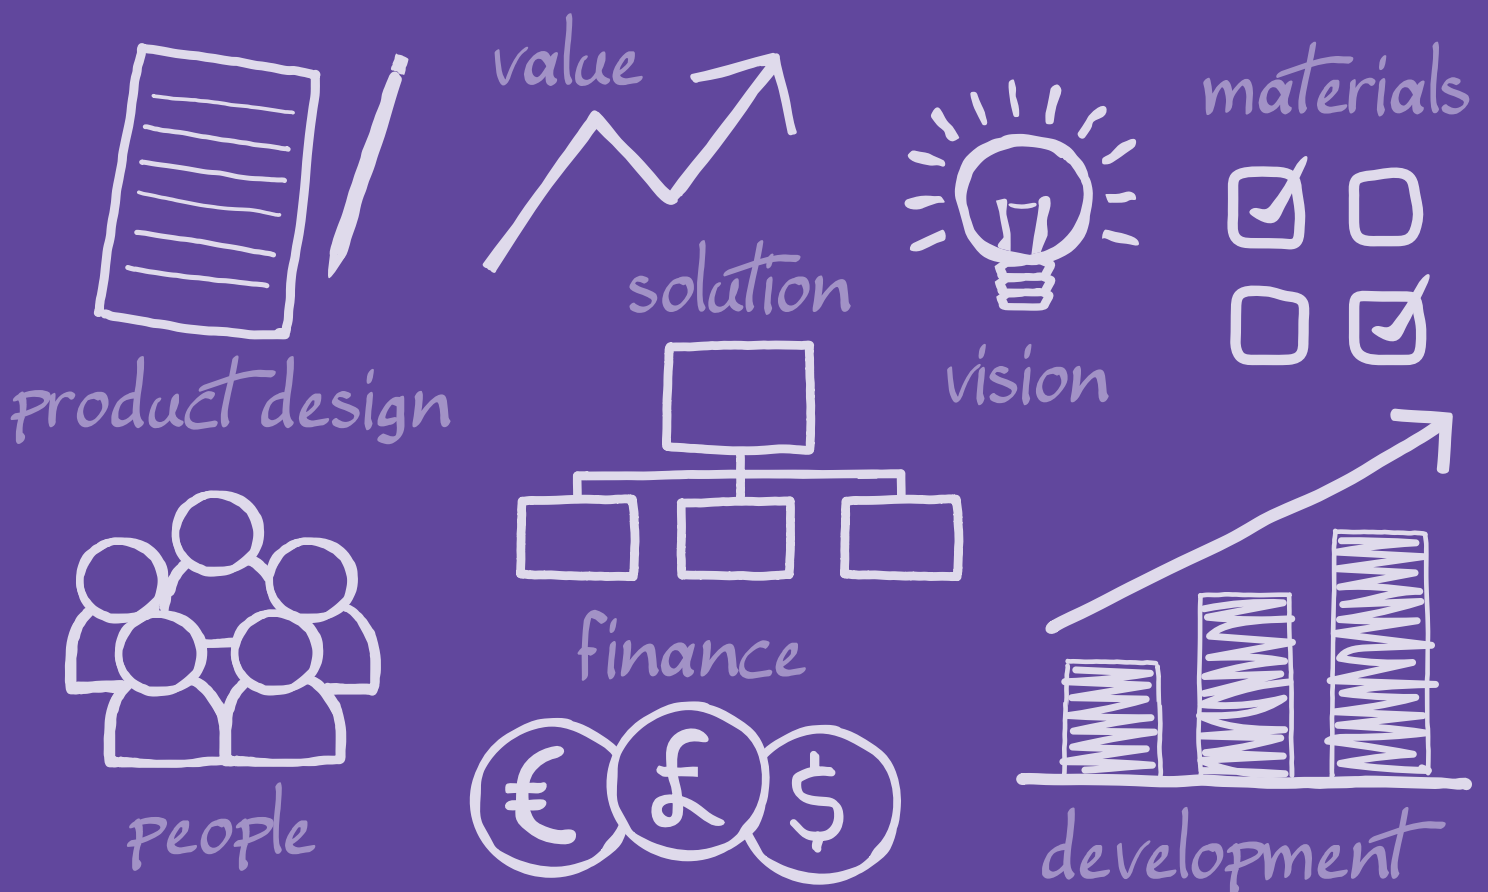 value
materials
solution
vision
product design
finance
€ £ $
people
development